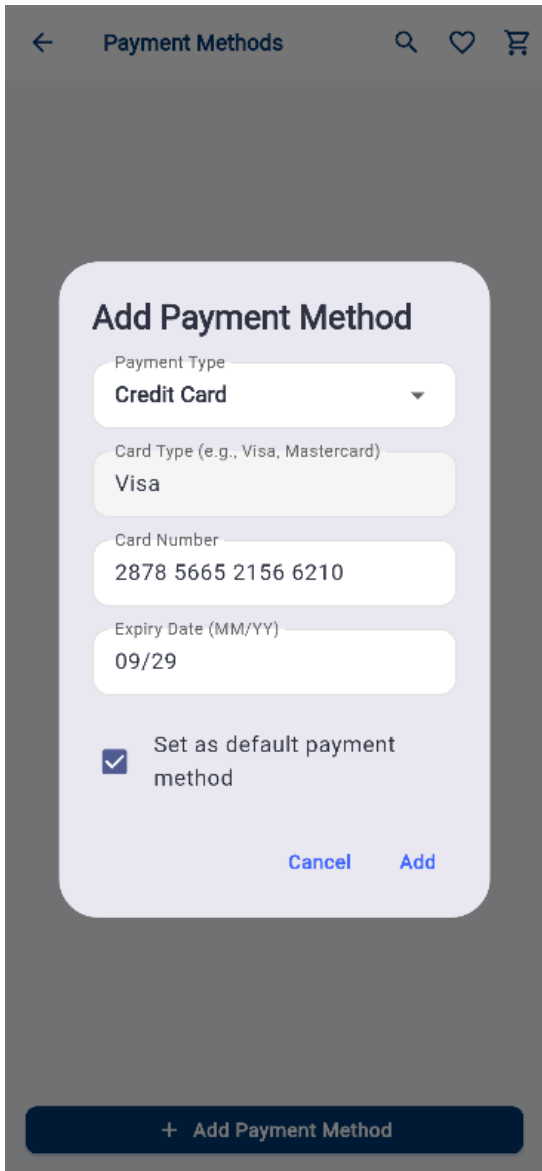 Payment Methods
Add Payment Method
Payment Type
Credit Card
Card Type (e.g., Visa, Mastercard)
Visa
Card Number
2878 5665 2156 6210
Expiry Date (MM/YY)
09/29
Set as default payment
method
Cancel Add
+ Add Payment Method